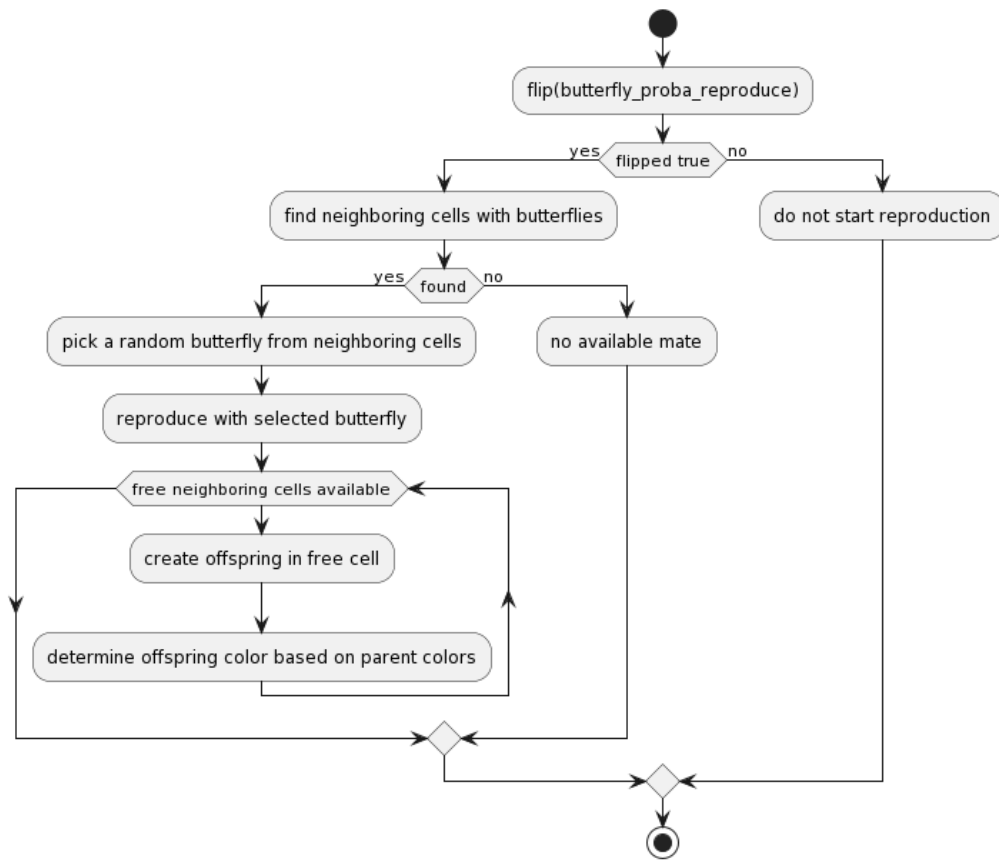 flip(butterfly_proba_reproduce)
yes
flipped true
no
find neighboring cells with butterflies
do not start reproduction
yes
found
no
pick a random butterfly from neighboring cells
no available mate
reproduce with selected butterfly
free neighboring cells available
create offspring in free cell
determine offspring color based on parent colors